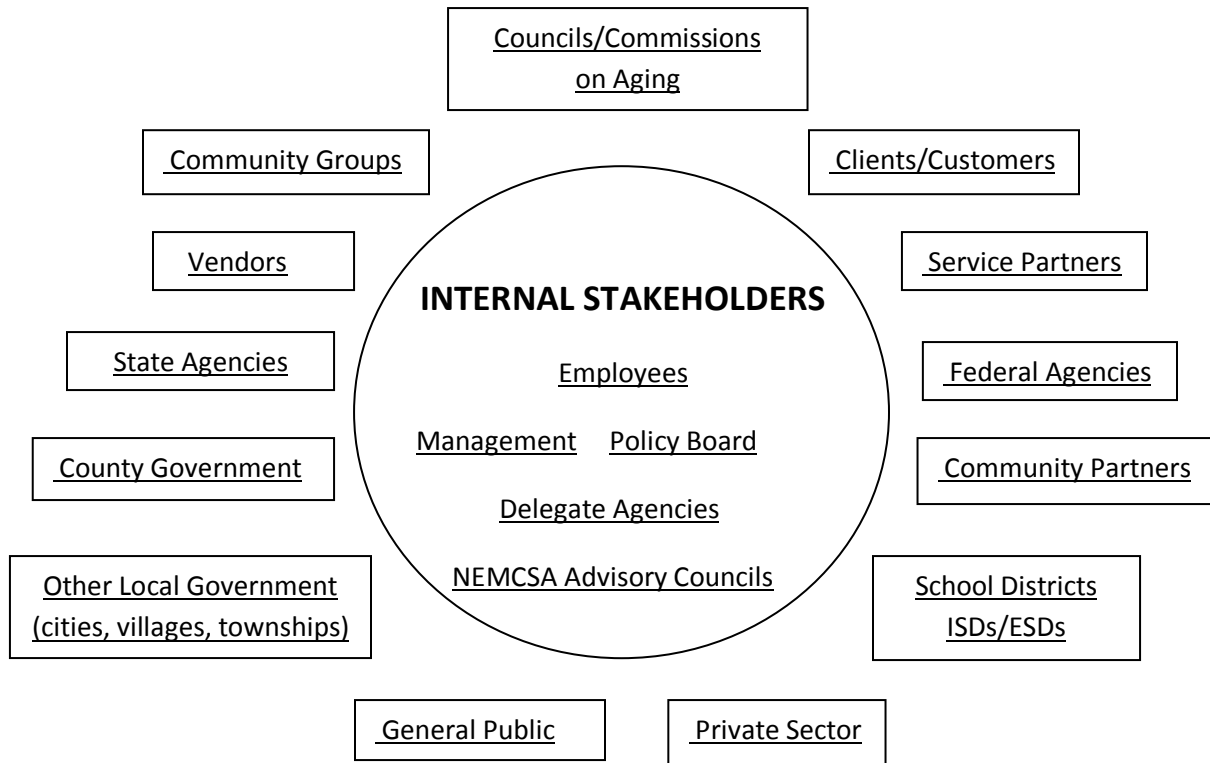 Councils/Commissions
on Aging
Community Groups
Clients/Customers
Vendors
Service Partners
INTERNAL STAKEHOLDERS
State Agencies
Employees
Federal Agencies
County Government
Management
Policy Board
Community Partners
Delegate Agencies
NEMCSA Advisory Councils
Other Local Government
(cities, villages, townships)
School Districts
ISDs/ESDs
General Public
Private Sector